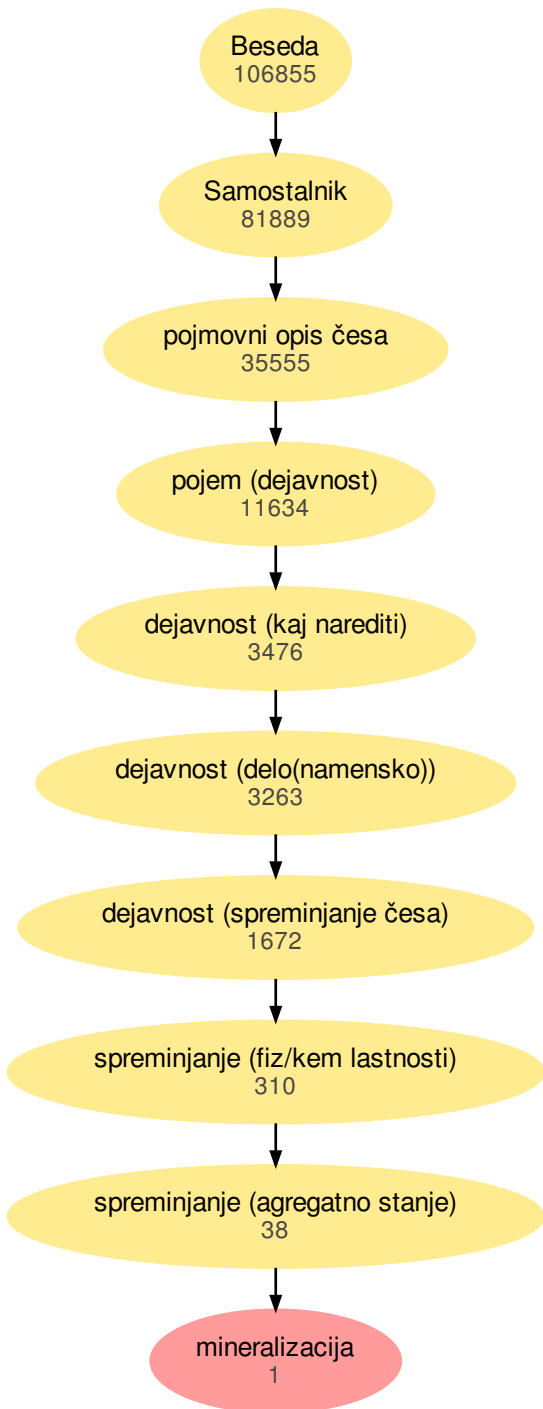 Beseda
106855
Samostalnik
81889
pojmovni opis česa
35555
pojem (dejavnost)
11634
dejavnost (kaj narediti)
3476
dejavnost (delo(namensko))
3263
dejavnost (spreminjanje česa)
1672
spreminjanje (fiz/kem lastnosti)
310
spreminjanje (agregatno stanje)
38
mineralizacija
1